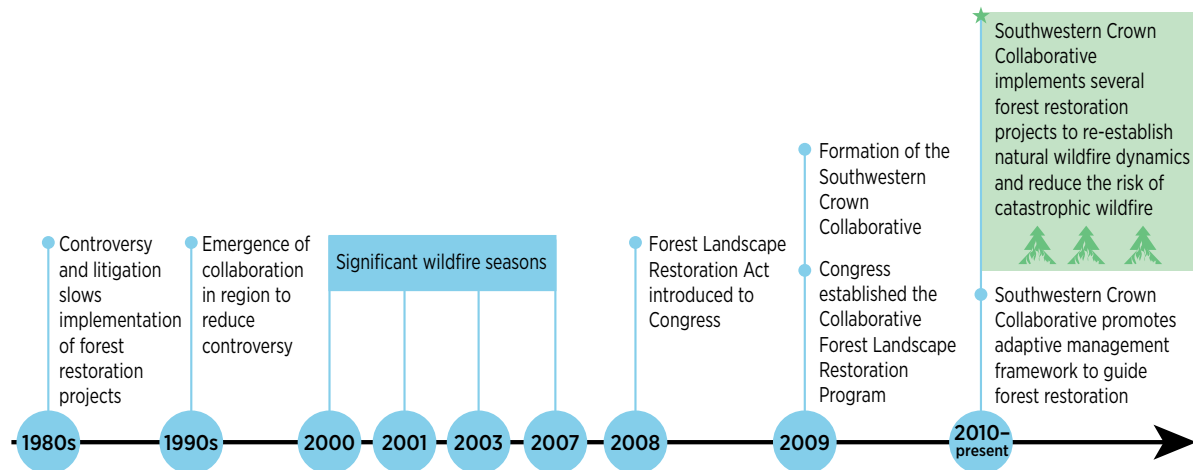 Southwestern Crown
Collaborative
implements several
forest restoration
projects to re-establish
natural wildfire dynamics
and reduce the risk of
catastrophic wildfire
Formation of the
Southwestern
Crown
Collaborative
Controversy
and litigation
slows
implementation
of forest
restoration
projects
Emergence of
collaboration
in region to
reduce
controversy
Significant wildfire seasons
Forest Landscape
Restoration Act
introduced to
Congress
Congress
established the
Collaborative
Forest Landscape
Restoration
Program
Southwestern Crown
Collaborative promotes
adaptive management
framework to guide
forest restoration
1980s
1990s
2000
2001
2003
2007
2008
2009
2010–
present